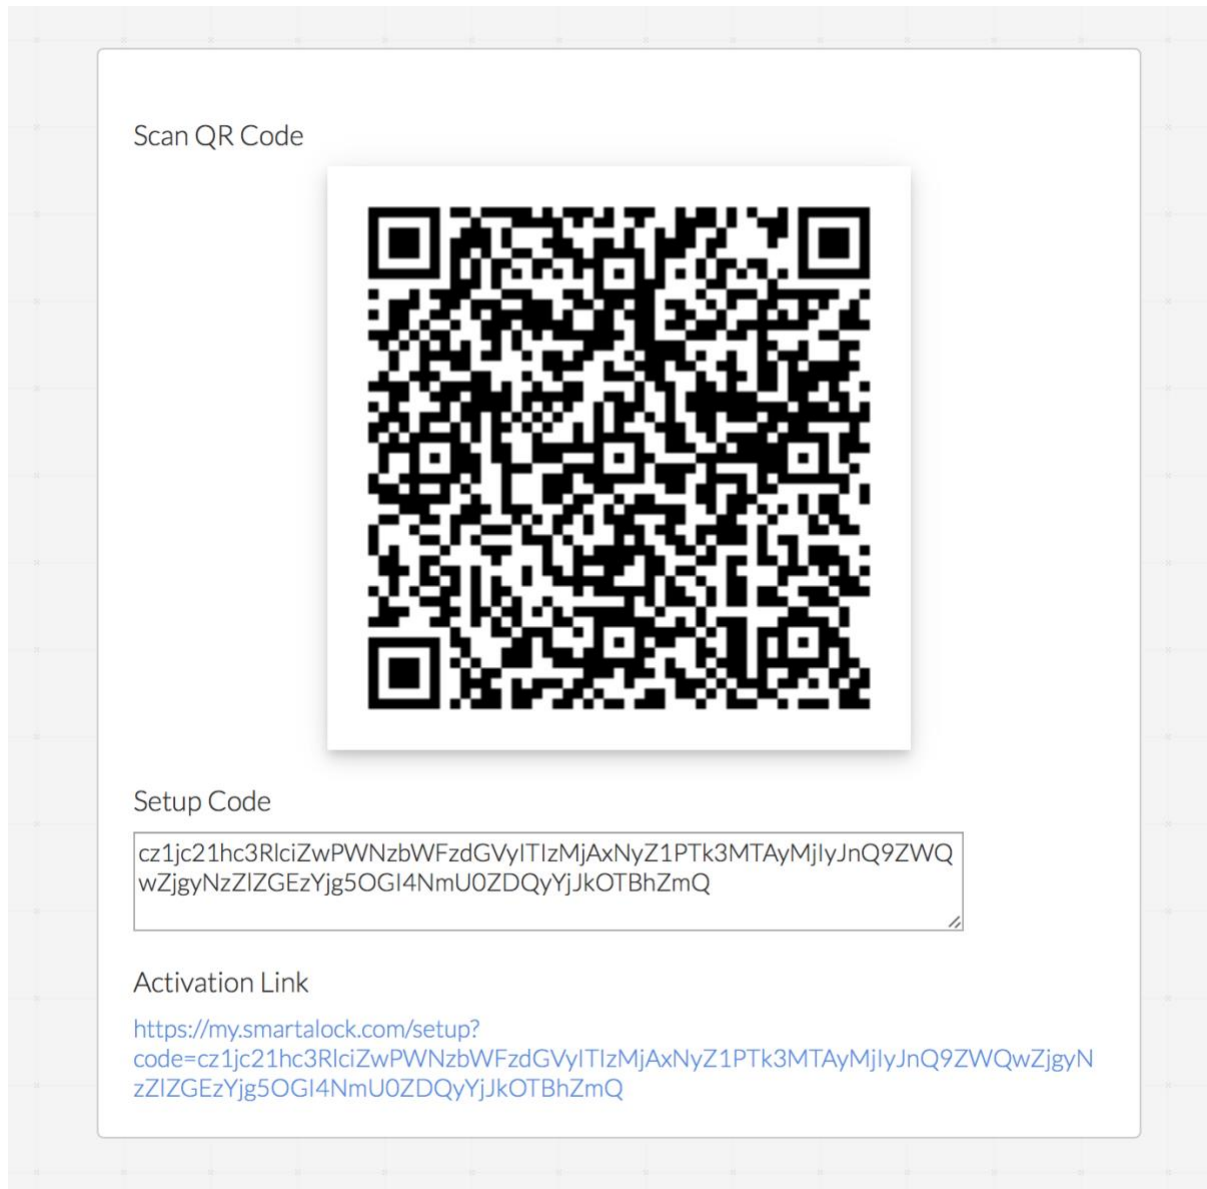 Scan QR Code
Setup Code
cz1jc21hc3RlciZwPWNzbWFzdGVyITIzMjAxNyZ1PTk3MTAyMjIyJnQ9ZWQ
wZjgyNzZlZGEzYjg5OGI4NmU0ZDQyYjJkOTBhZmQ
Activation Link
https://my.smartalock.com/setup?
code=cz1jc21hc3RlciZwPWNzbWFzdGVyITIzMjAxNyZ1PTk3MTAyMjIyJnQ9ZWQwZjgyN
zZlZGEzYjg5OGI4NmU0ZDQyYjJkOTBhZmQ